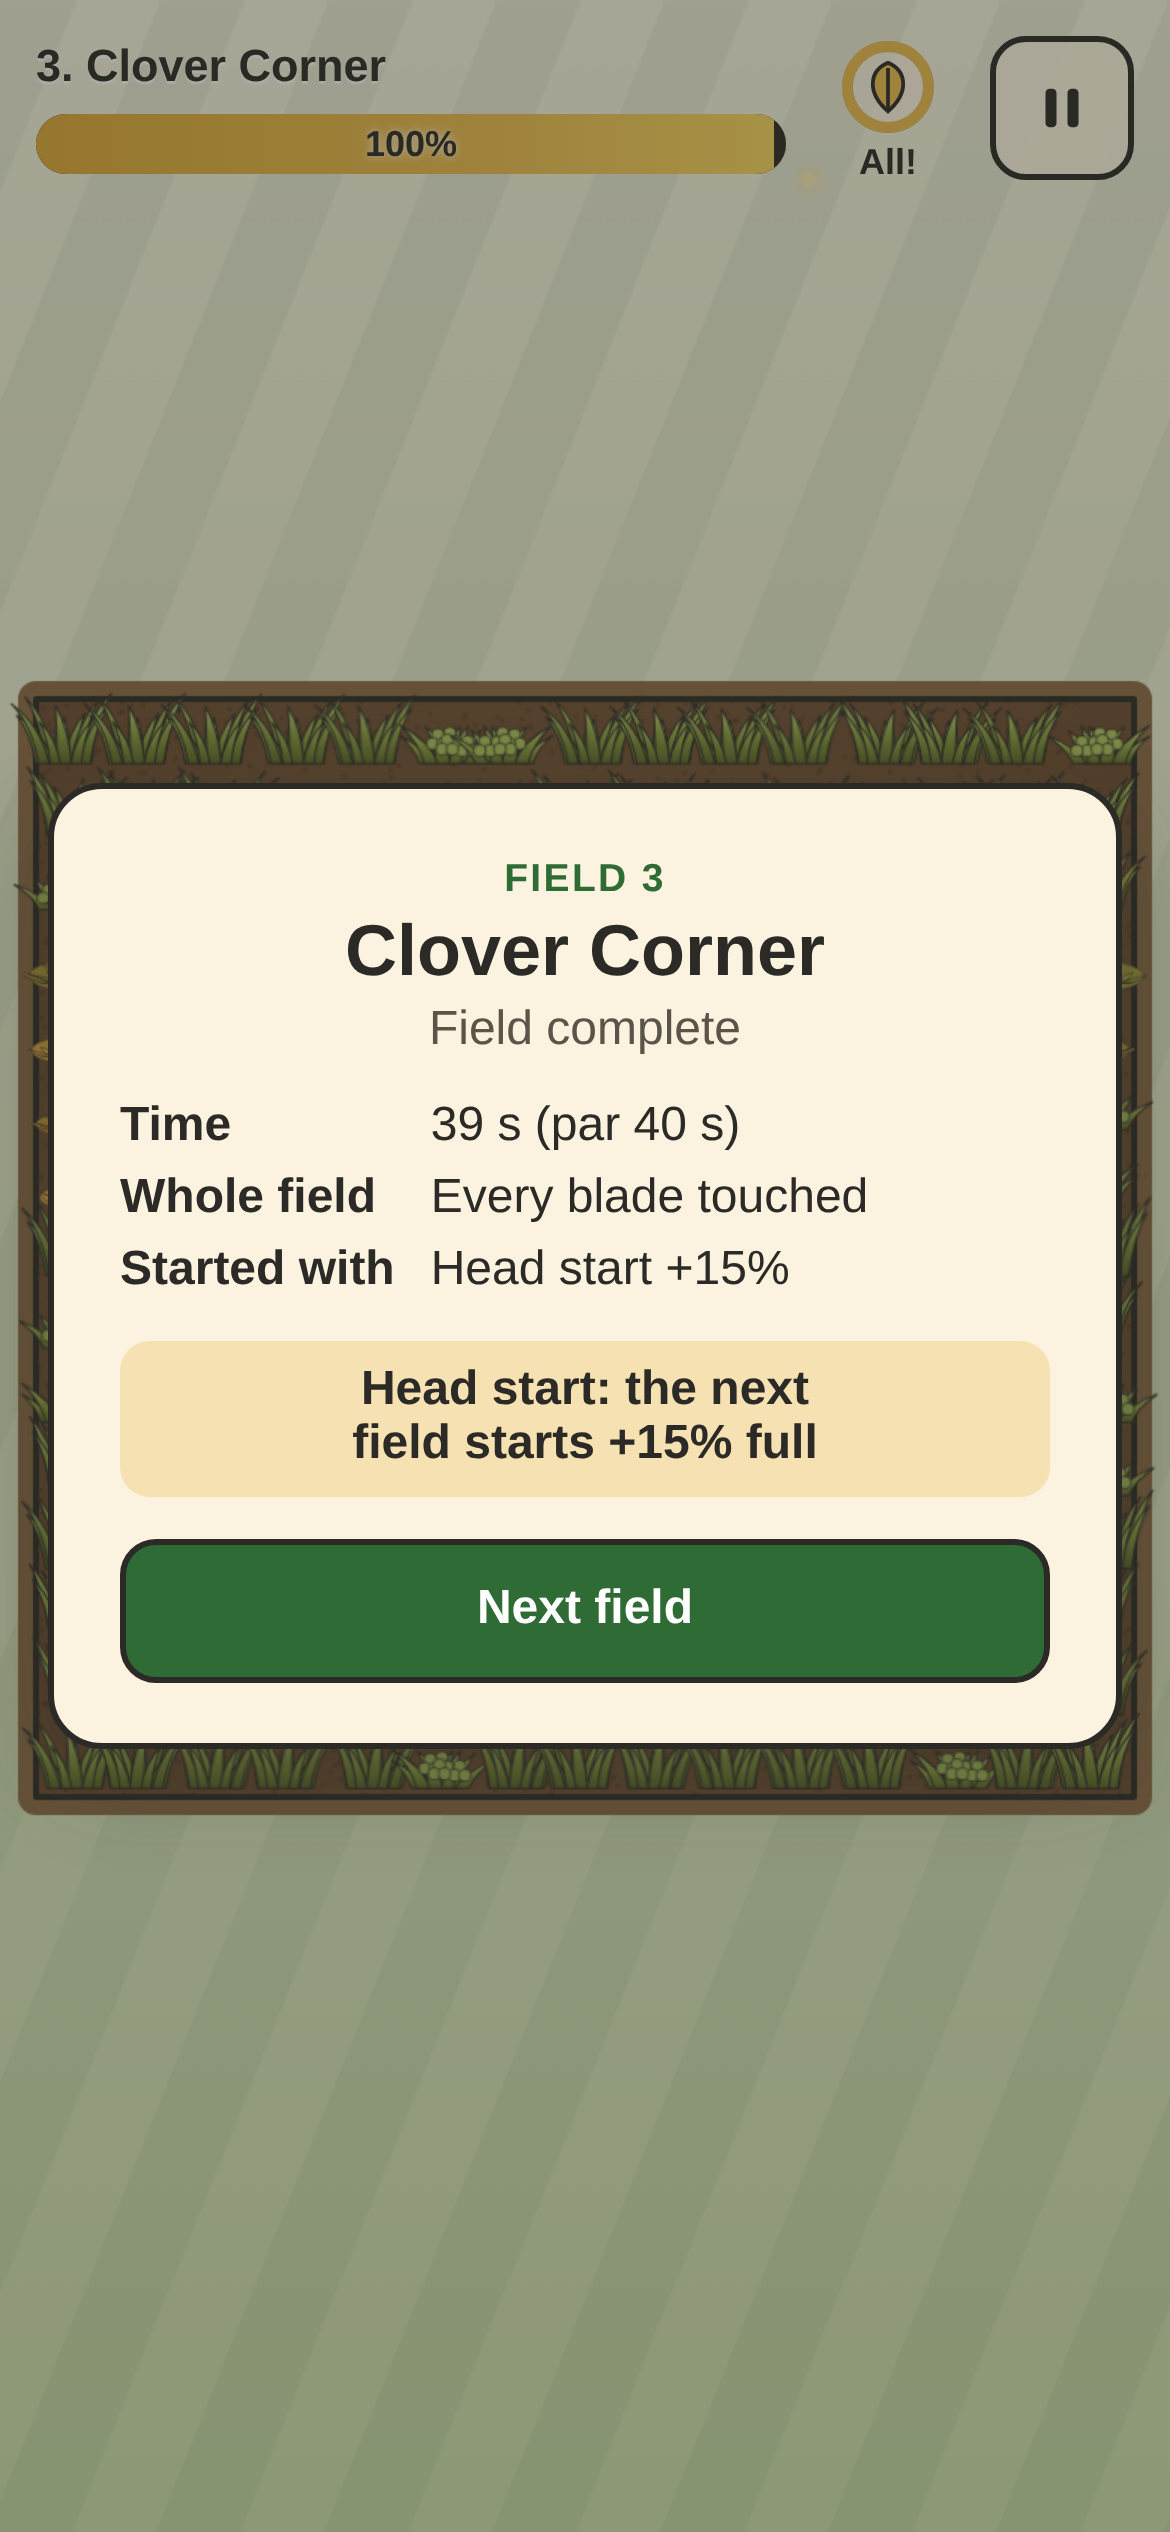 3. Clover Corner
100%
All!
FIELD 3
Clover Corner
Field complete
Time 39 s (par 40 s)
Whole field Every blade touched
Started with Head start +15%
Head start: the next
field starts +15% full
Next field